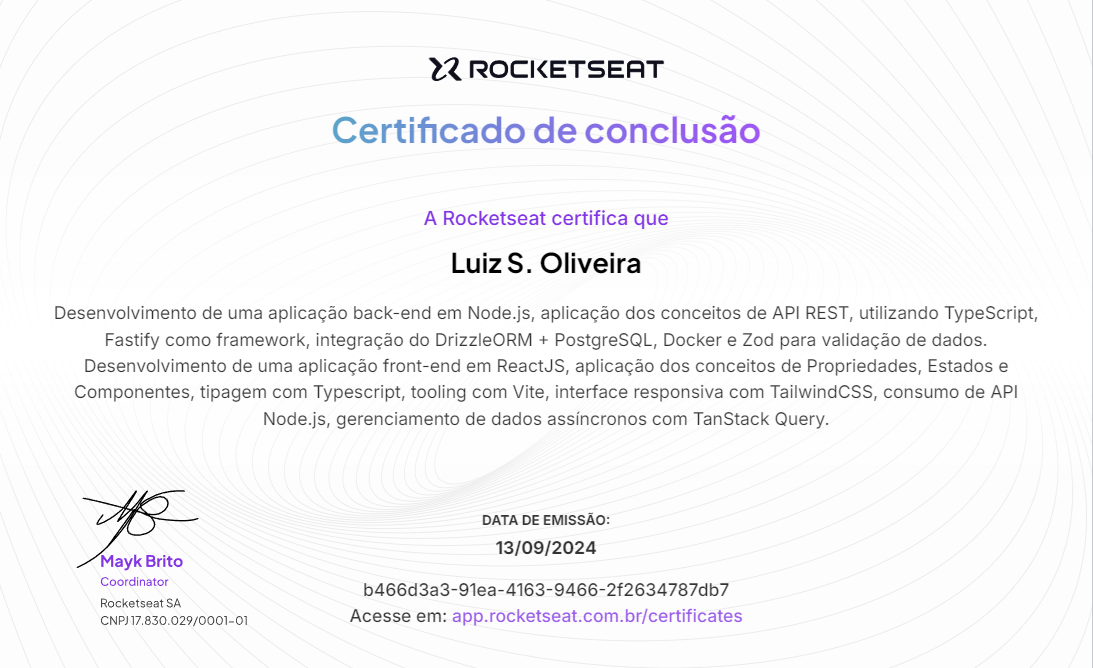 ROCKETSEAT
Certificado de conclusão
A Rocketseat certifica que
Luiz S. Oliveira
Desenvolvimento de uma aplicação back-end em Node.js, aplicação dos conceitos de API REST, utilizando TypeScript,
Fastify como framework, integração do DrizzleORM + PostgreSQL, Docker e Zod para validação de dados.
Desenvolvimento de uma aplicação front-end em ReactJS, aplicação dos conceitos de Propriedades, Estados e
Componentes, tipagem com Typescript, tooling com Vite, interface responsiva com TailwindCSS, consumo de API
Node.js, gerenciamento de dados assíncronos com TanStack Query.
Mayk Brito
Coordinator
Rocketseat SA
CNPJ 17.830.029/0001-01
DATA DE EMISSÃO:
13/09/2024
b466d3a3-91ea-4163-9466-2f2634787db7
Acesse em: app.rocketseat.com.br/certificates